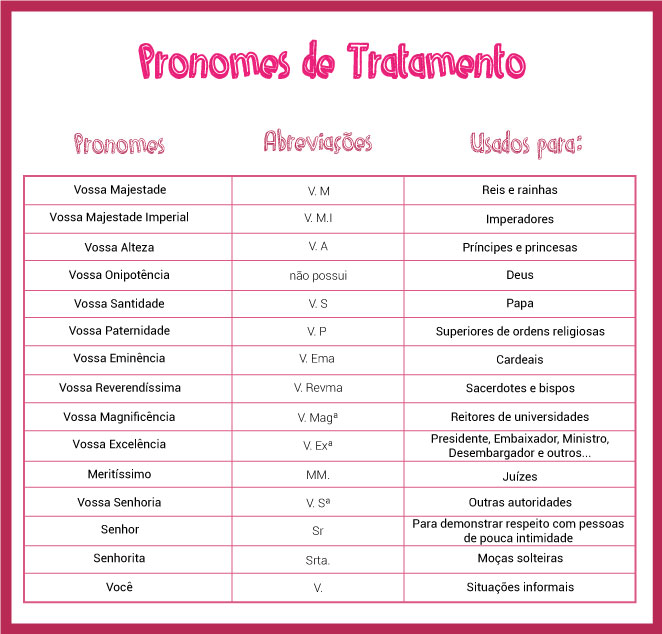 Pronomes de Tratamento
Pronomes Abreviações Usados para:
Vossa Majestade V. M Reis e rainhas
Vossa Majestade Imperial V. M.I Imperadores
Vossa Alteza V. A Príncipes e princesas
Vossa Onipotência não possui Deus
Vossa Santidade V. S Papa
Vossa Paternidade V. P Superiores de ordens religiosas
Vossa Eminência V. Ema Cardeais
Vossa Reverendíssima V. Revma Sacerdotes e bispos
Vossa Magnificência V. Magª Reitores de universidades
Vossa Excelência V. Exª Presidente, Embaixador, Ministro,
Desembargador e outros...
Meritíssimo MM. Juízes
Vossa Senhoria V. Sª Outras autoridades
Senhor Sr Para demonstrar respeito com pessoas
de pouca intimidade
Senhorita Srta. Moças solteiras
Você V. Situações informais